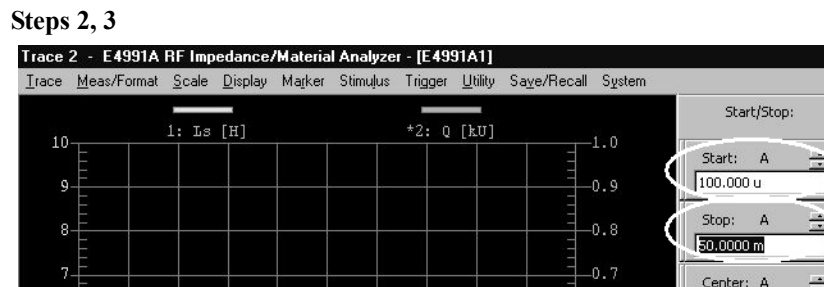 Steps 2, 3
Trace 2 - E4991A RF Impedance/Material Analyzer - [E4991A1]
Trace Meas/Format Scale Display Marker Stimulus Trigger Utility Save/Recall System
Start/Stop:
1: Ls [H] *2: Q [kU]
10 1.0
Start: A
100.000 u
9 0.9
Stop: A
8 0.8
50.0000 m
7 0.7
Center: A